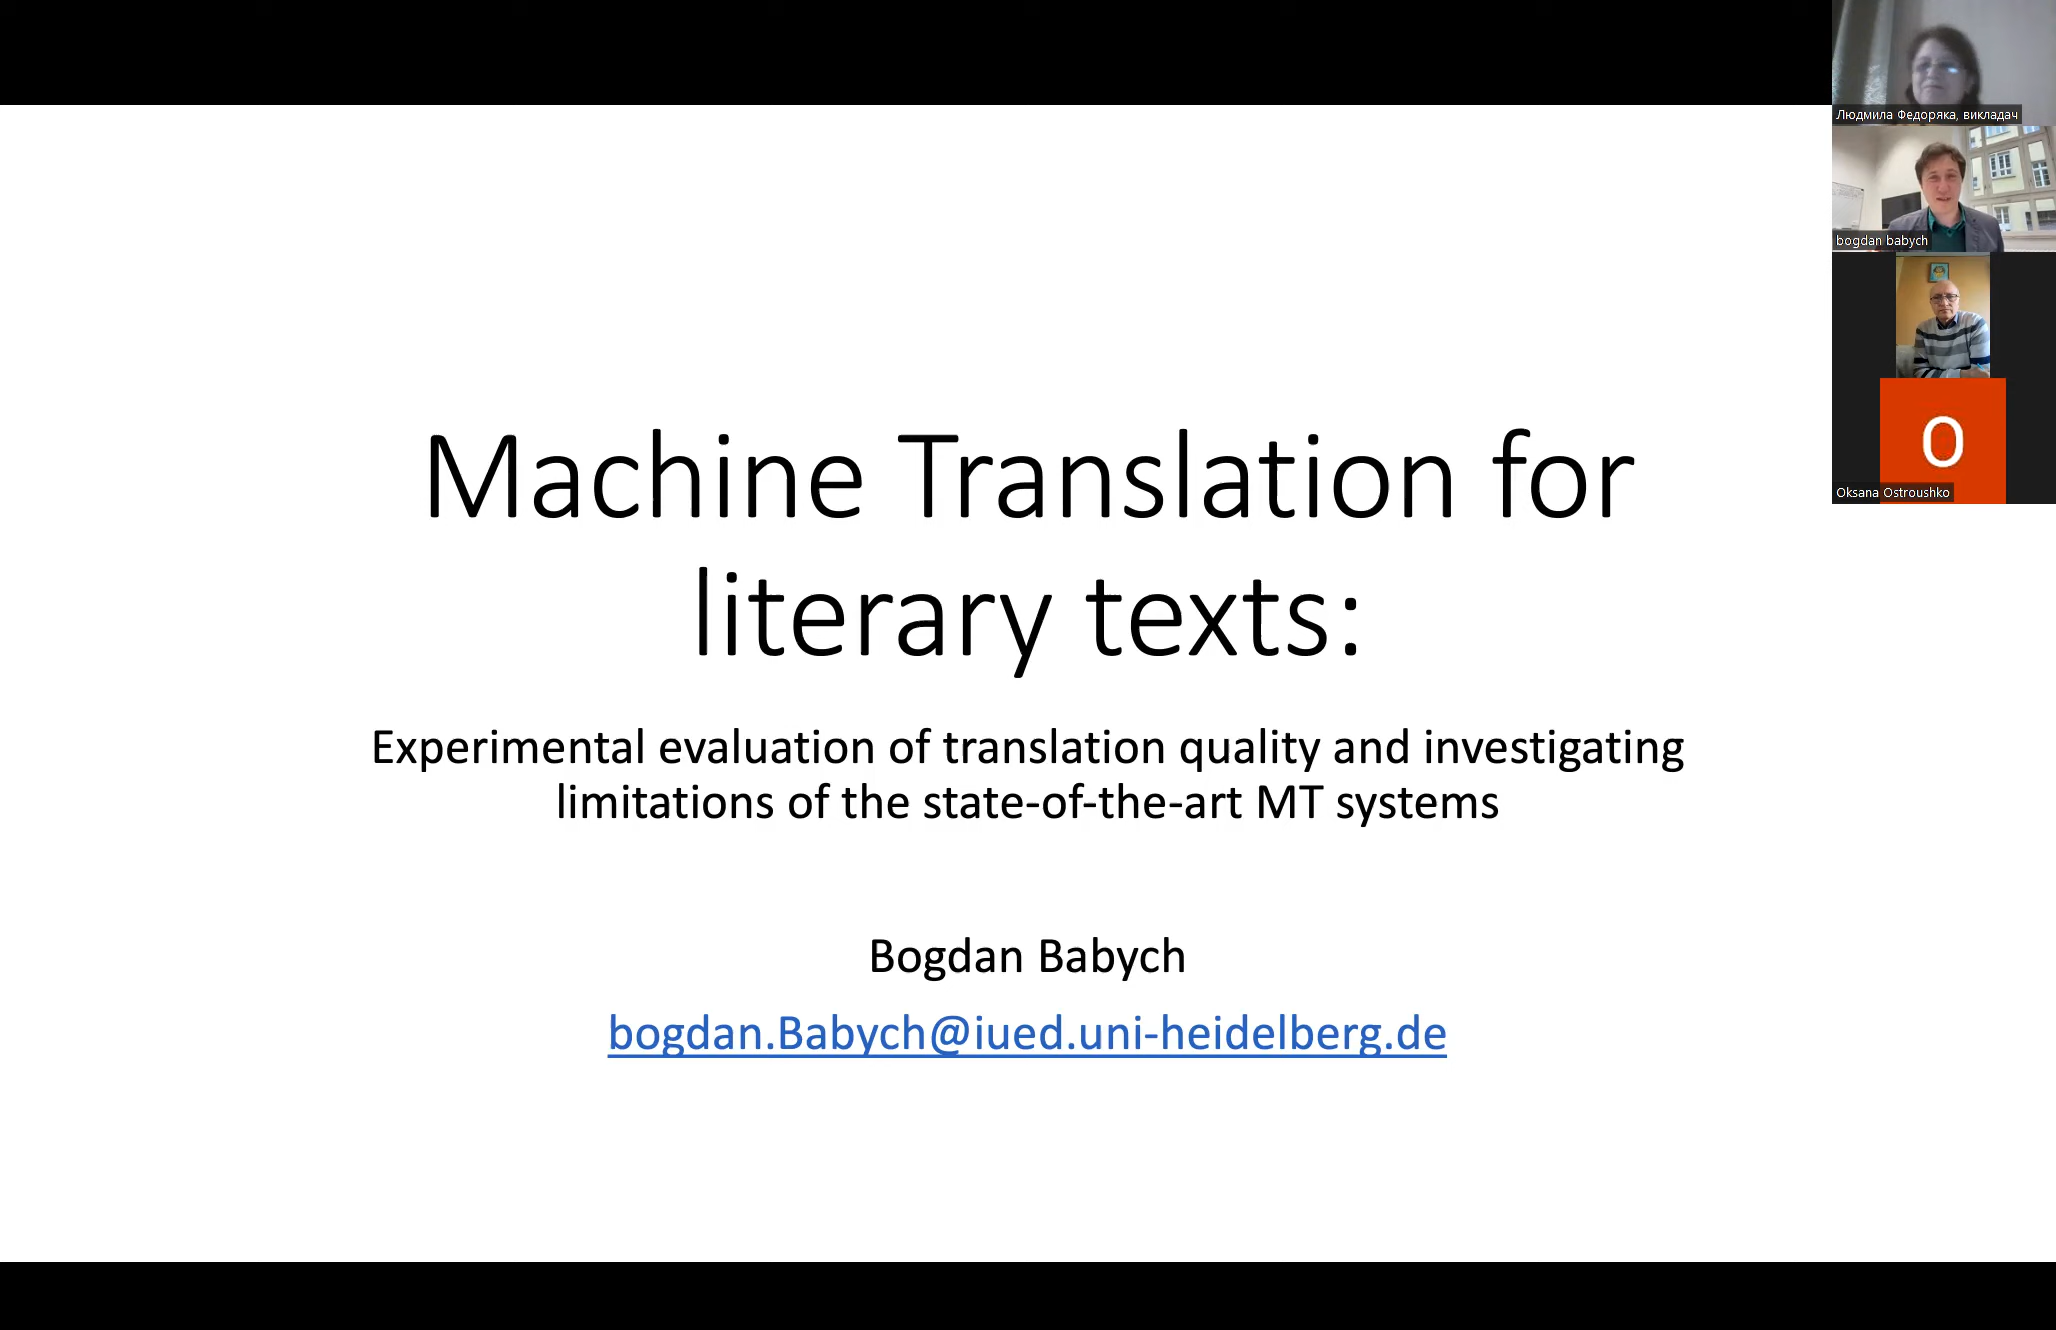 Machine Translation for
literary texts:
Experimental evaluation of translation quality and investigating
limitations of the state-of-the-art MT systems
Bogdan Babych
bogdan.Babych@iued.uni-heidelberg.de
Людмила Федоряка, викладач
bogdan babych
O
Oksana Ostroushko